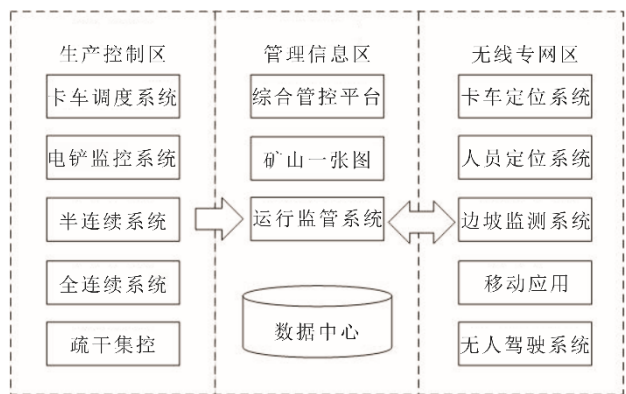 生产控制区
卡车调度系统
电铲监控系统
半连续系统
全连续系统
疏干集控
管理信息区
综合管控平台
矿山一张图
运行监管系统
数据中心
无线专网区
卡车定位系统
人员定位系统
边坡监测系统
移动应用
无人驾驶系统